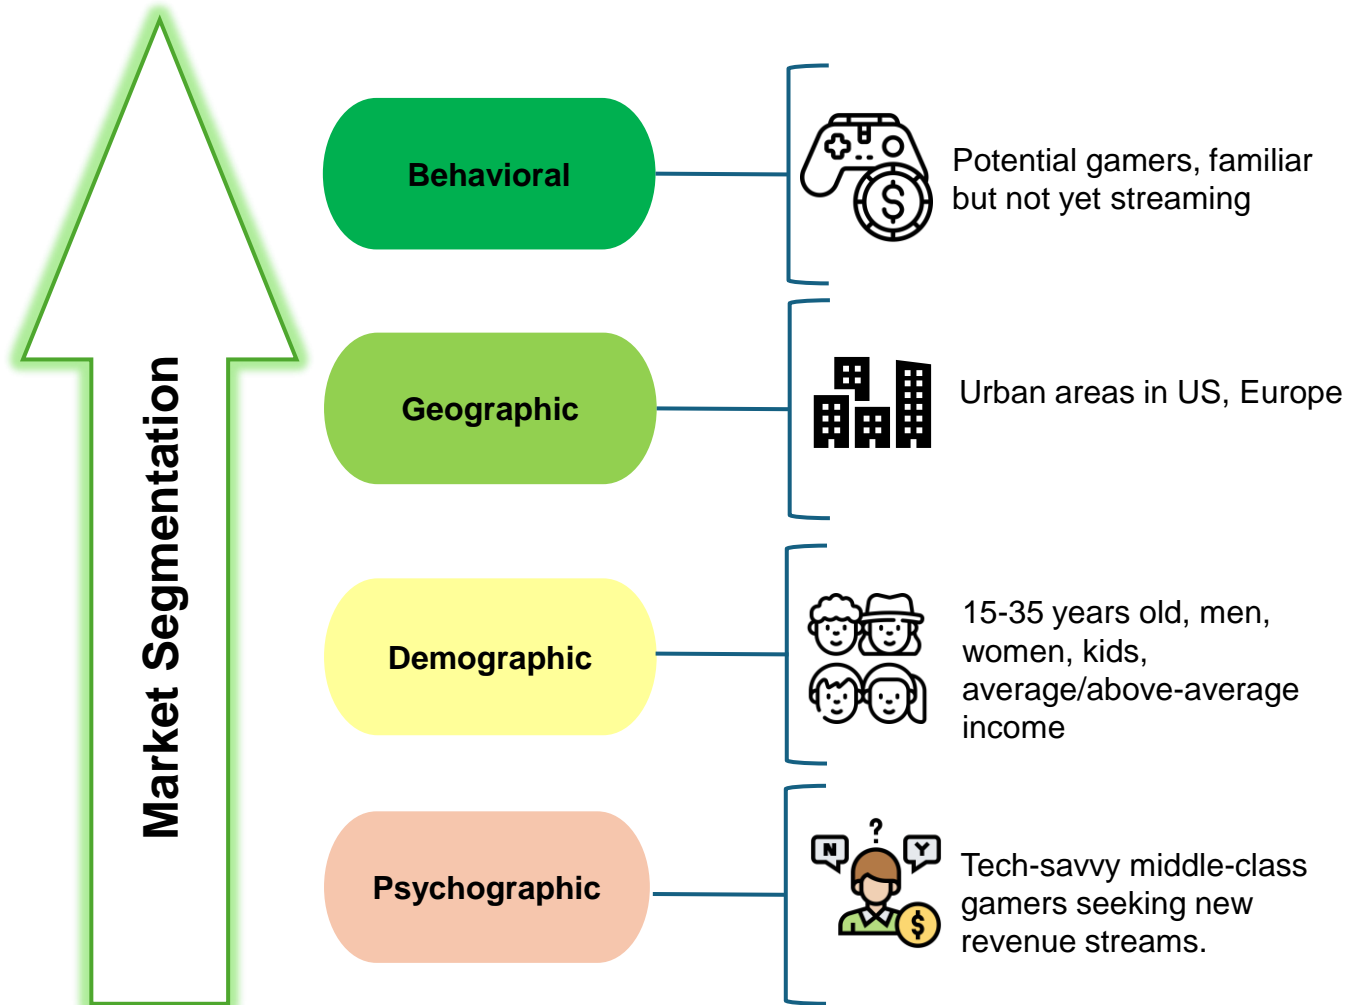 Market Segmentation
Behavioral
$
Potential gamers, familiar
but not yet streaming
Geographic
Urban areas in US, Europe
Demographic
15-35 years old, men,
women, kids,
average/above-average
income
Psychographic
N
?
Y
$
Tech-savvy middle-class
gamers seeking new
revenue streams.